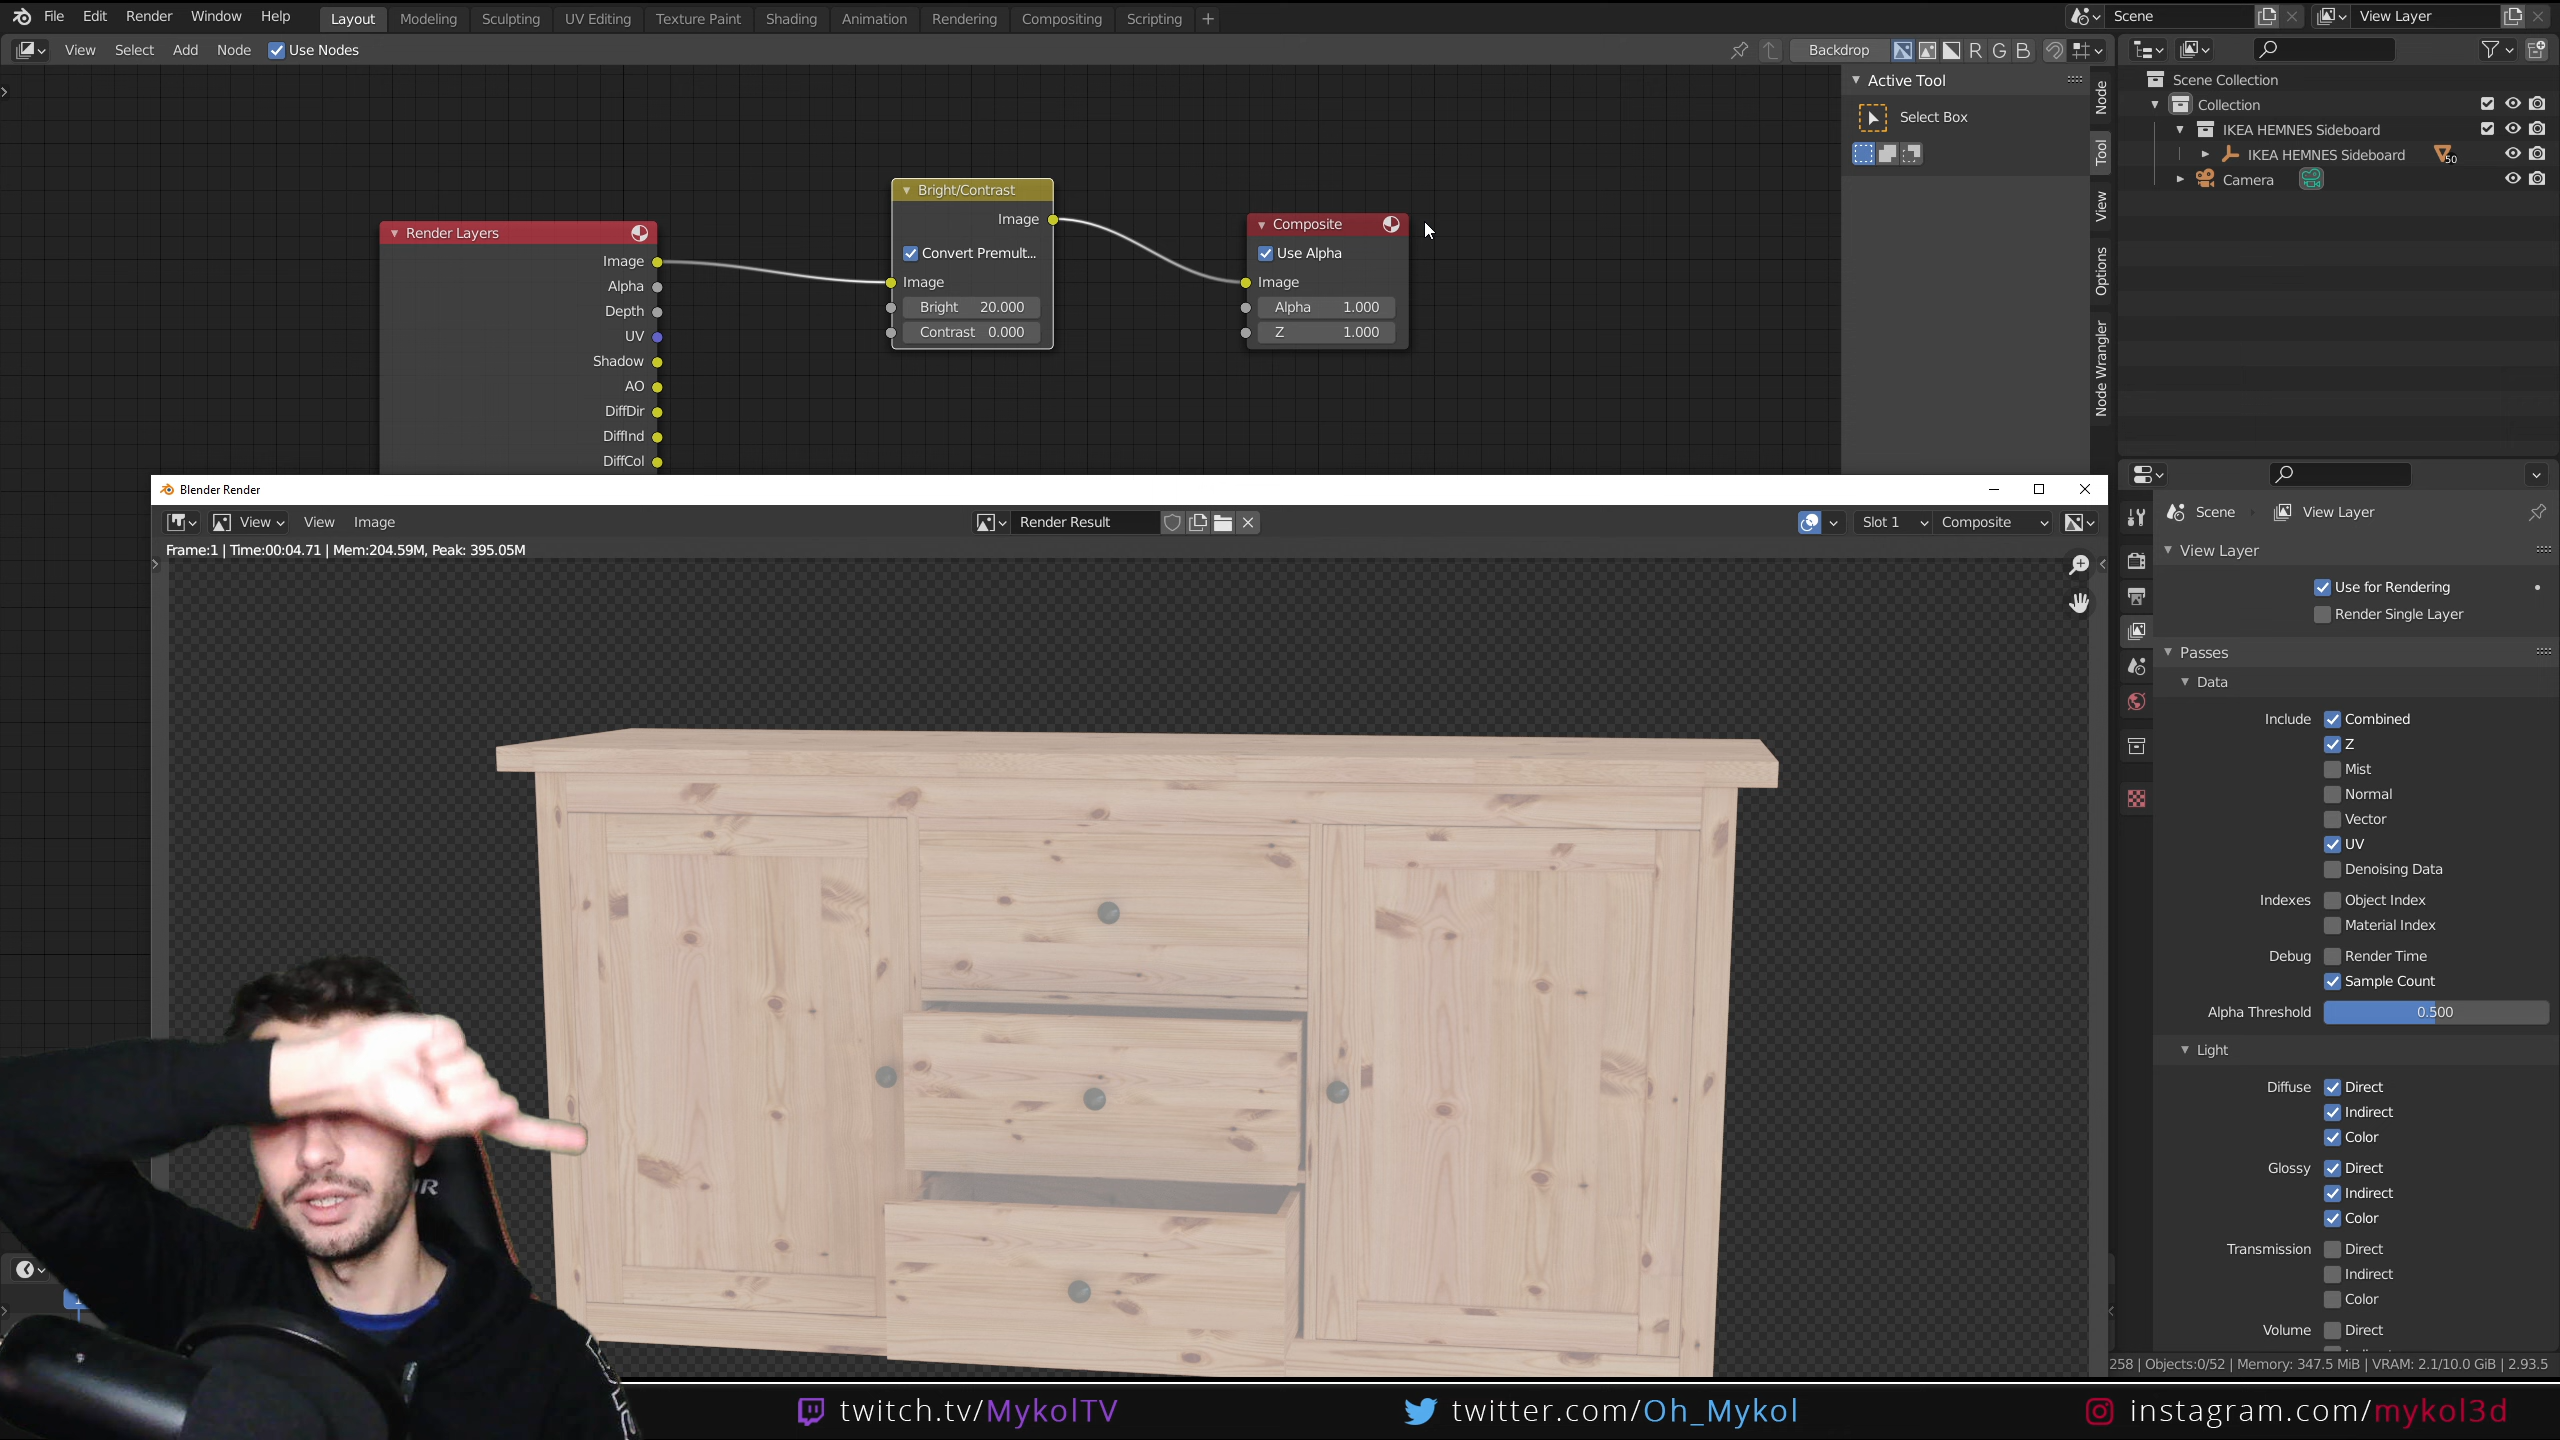 File Edit Render Window Help Layout Modeling Sculpting UV Editing Texture Paint Shading Animation Rendering Compositing Scripting + Scene View Layer
View Select Add Node Use Nodes Backdrop R G B
Active Tool
Select Box
Node
Tool
View
Options
Node Wrangler
Scene Collection
Collection
IKEA HEMNES Sideboard
IKEA HEMNES Sideboard 50
Camera
Render Layers
Image
Alpha
Depth
UV
Shadow
AO
DiffDir
DiffInd
DiffCol
Bright/Contrast
Image
Convert Premult...
Image
Bright 20.000
Contrast 0.000
Composite
Use Alpha
Image
Alpha 1.000
Z 1.000
Blender Render
View View Image Render Result Slot 1 Composite
Frame:1 | Time:00:04.71 | Mem:204.59M, Peak: 395.05M
Scene View Layer
View Layer
Use for Rendering
Render Single Layer
Passes
Data
Include Combined
Z
Mist
Normal
Vector
UV
Denoising Data
Indexes Object Index
Material Index
Debug Render Time
Sample Count
Alpha Threshold 0.500
Light
Diffuse Direct
Indirect
Color
Glossy Direct
Indirect
Color
Transmission Direct
Indirect
Color
Volume Direct
258 | Objects:0/52 | Memory: 347.5 MiB | VRAM: 2.1/10.0 GiB | 2.93.5
twitch.tv/MykolTV twitter.com/Oh_Mykol instagram.com/mykol3d